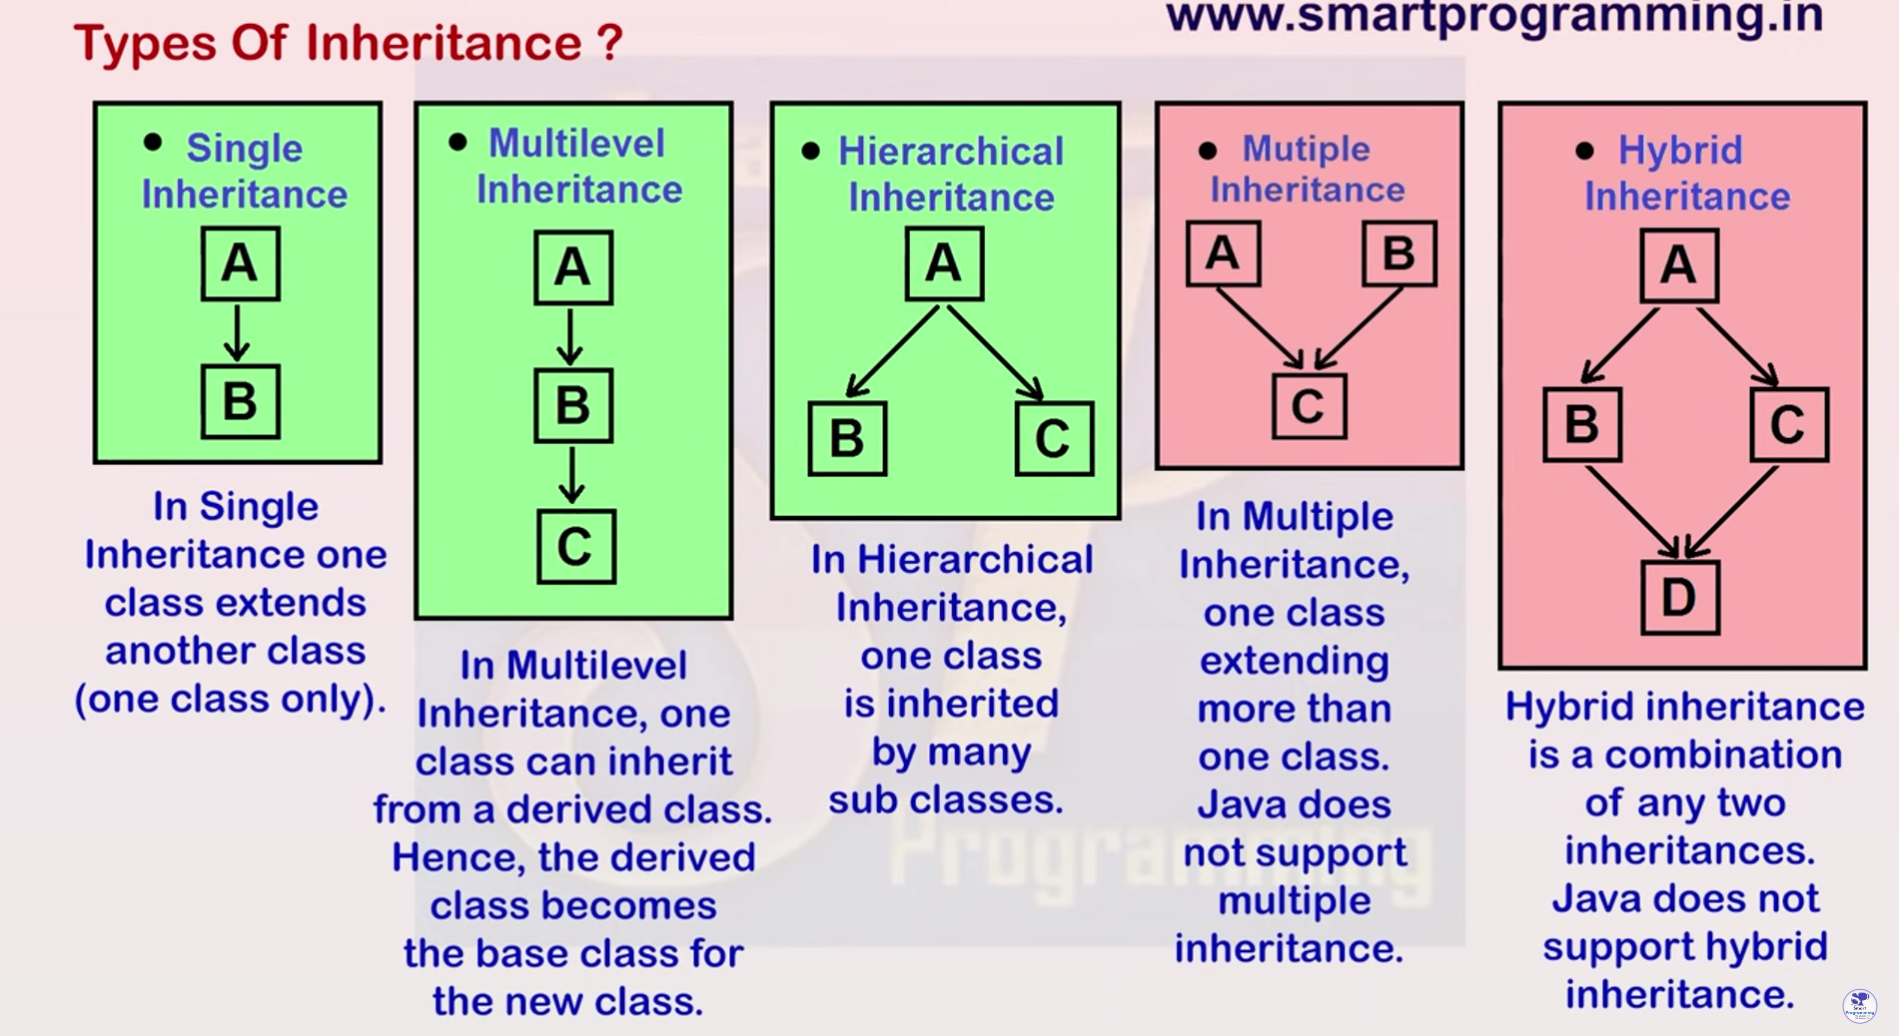 www.smartprogramming.in
Types Of Inheritance ?
• Single
Inheritance
A
B
In Single
Inheritance one
class extends
another class
(one class only).
• Multilevel
Inheritance
A
B
C
In Multilevel
Inheritance, one
class can inherit
from a derived class.
Hence, the derived
class becomes
the base class for
the new class.
• Hierarchical
Inheritance
A
B C
In Hierarchical
Inheritance,
one class
is inherited
by many
sub classes.
• Mutiple
Inheritance
A B
C
In Multiple
Inheritance,
one class
extending
more than
one class.
Java does
not support
multiple
inheritance.
• Hybrid
Inheritance
A
B C
D
Hybrid inheritance
is a combination
of any two
inheritances.
Java does not
support hybrid
inheritance.
Programming
SP
Smart
Programming